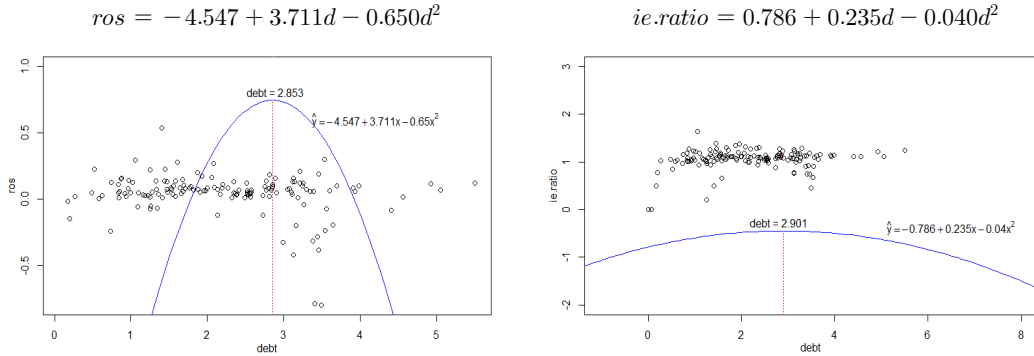 ros = −4.547 + 3.711d − 0.650d²
1.0
0.5
0.0
-0.5
ros
debt = 2.853
ŷ = −4.547 + 3.711x − 0.65x²
0
1
2
3
4
5
debt
ie.ratio = 0.786 + 0.235d − 0.040d²
3
2
1
0
-1
-2
ie.ratio
debt = 2.901
ŷ = −0.786 + 0.235x − 0.04x²
0
2
4
6
8
debt